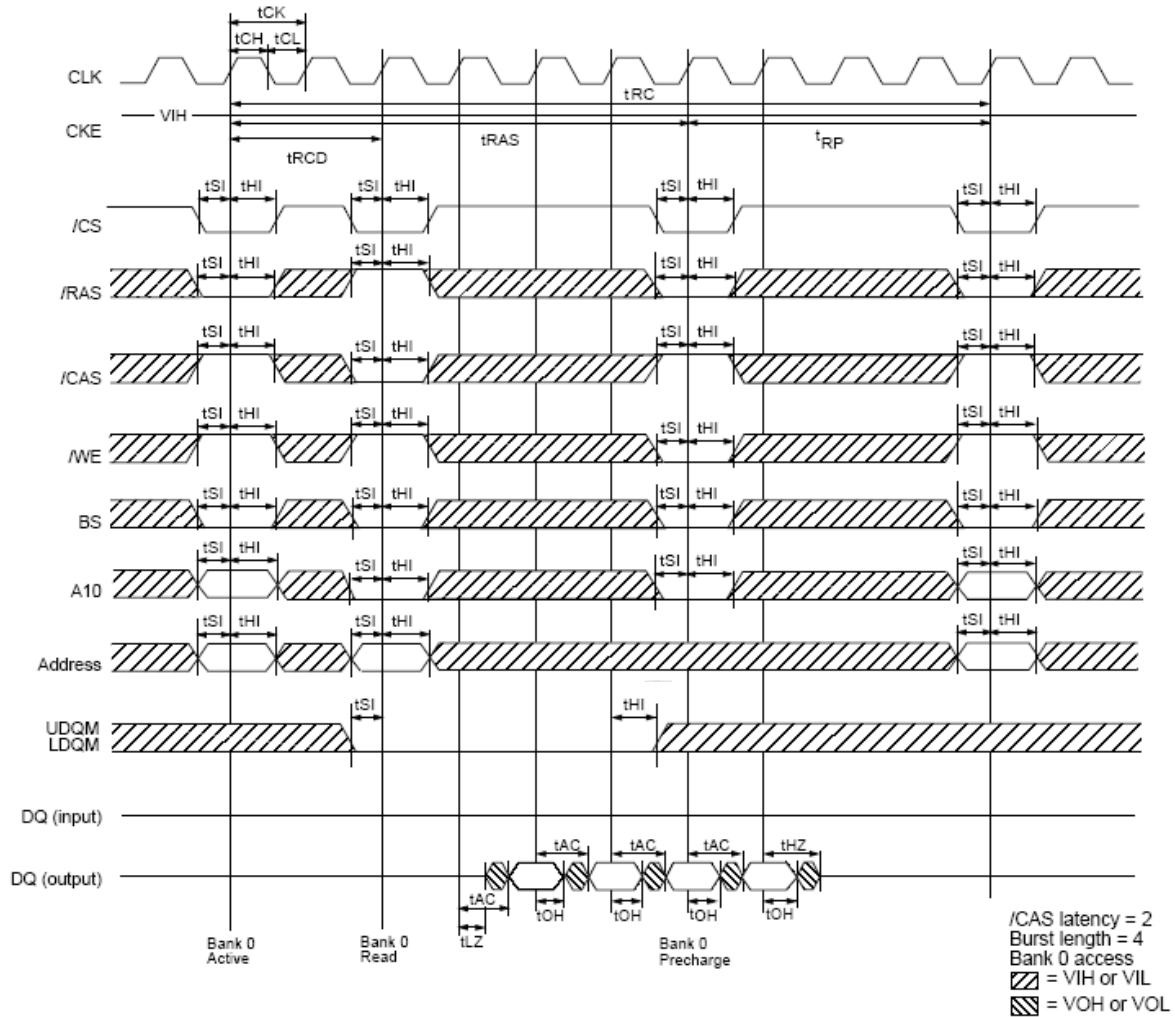 tCK
tCH tCL
CLK
tRC
VIH
CKE
tRAS
tRP
tRCD
tSI tHI tSI tHI tSI tHI tSI tHI
/CS
tSI tHI tSI tHI tSI tHI tSI tHI
/RAS
tSI tHI tSI tHI tSI tHI tSI tHI
/CAS
tSI tHI tSI tHI tSI tHI tSI tHI
/WE
tSI tHI tSI tHI tSI tHI tSI tHI
BS
tSI tHI tSI tHI tSI tHI tSI tHI
A10
tSI tHI tSI tHI tSI tHI
Address
tSI tHI
UDQM
LDQM
DQ (input)
tAC tAC tAC tHZ
DQ (output)
tAC
tOH tOH tOH tOH
tLZ
Bank 0
Active
Bank 0
Read
Bank 0
Precharge
/CAS latency = 2
Burst length = 4
Bank 0 access
= VIH or VIL
= VOH or VOL